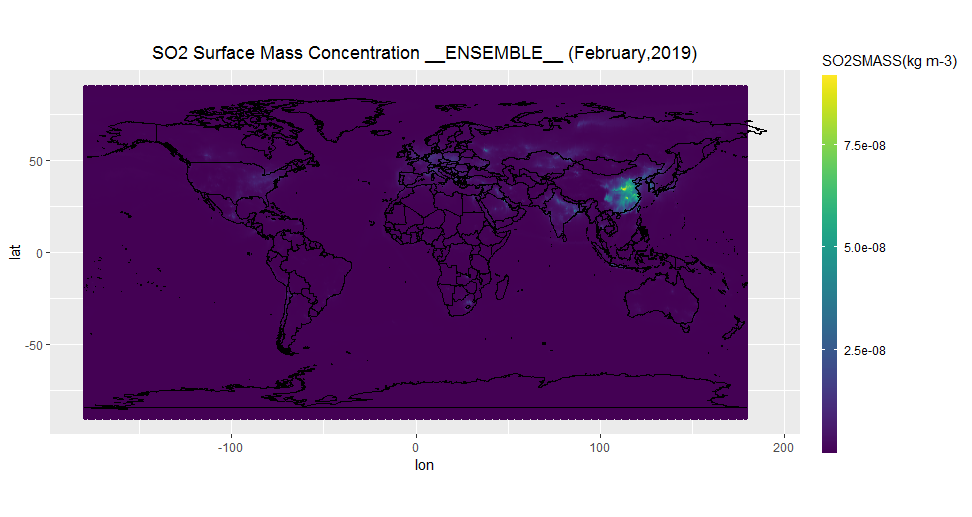 SO2 Surface Mass Concentration __ENSEMBLE__ (February,2019)
SO2SMASS(kg m-3)
7.5e-08
5.0e-08
2.5e-08
lat
50
0
-50
-100
0
100
200
lon